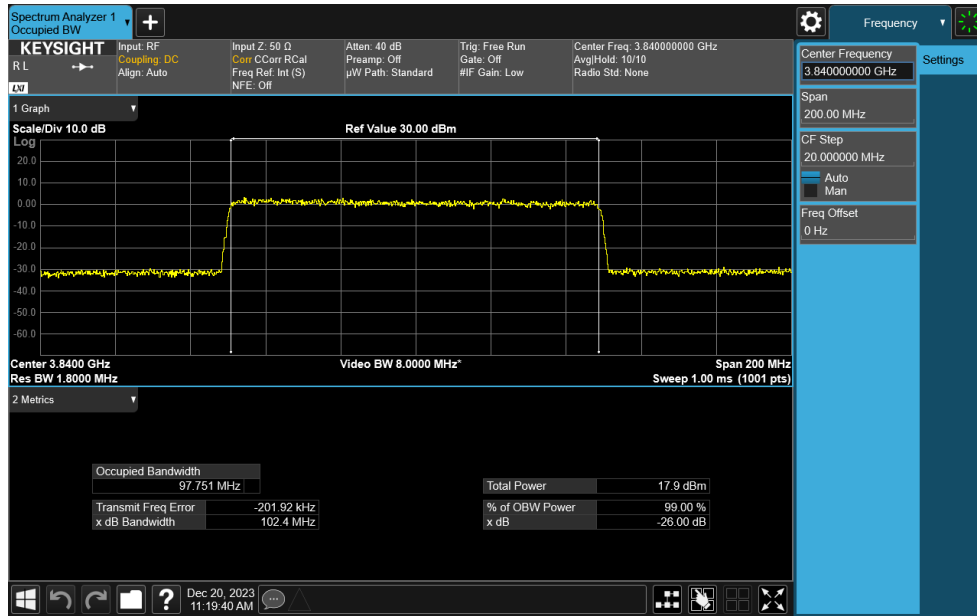 Spectrum Analyzer 1
Occupied BW
Frequency
KEYSIGHT
R L
LXI
Input: RF
Coupling: DC
Align: Auto
Input Z: 50 Ω
Corr CCorr RCal
Freq Ref: Int (S)
NFE: Off
Atten: 40 dB
Preamp: Off
µW Path: Standard
Trig: Free Run
Gate: Off
#IF Gain: Low
Center Freq: 3.840000000 GHz
Avg|Hold: 10/10
Radio Std: None
Center Frequency
3.840000000 GHz
Settings
Span
200.00 MHz
CF Step
20.000000 MHz
Auto
Man
Freq Offset
0 Hz
1 Graph
Scale/Div 10.0 dB
Ref Value 30.00 dBm
Log
20.0
10.0
0.00
-10.0
-20.0
-30.0
-40.0
-50.0
-60.0
Center 3.8400 GHz
Video BW 8.0000 MHz*
Span 200 MHz
Res BW 1.8000 MHz
Sweep 1.00 ms (1001 pts)
2 Metrics
Occupied Bandwidth
97.751 MHz
Total Power 17.9 dBm
Transmit Freq Error -201.92 kHz
% of OBW Power 99.00 %
x dB Bandwidth 102.4 MHz
x dB -26.00 dB
Dec 20, 2023
11:19:40 AM